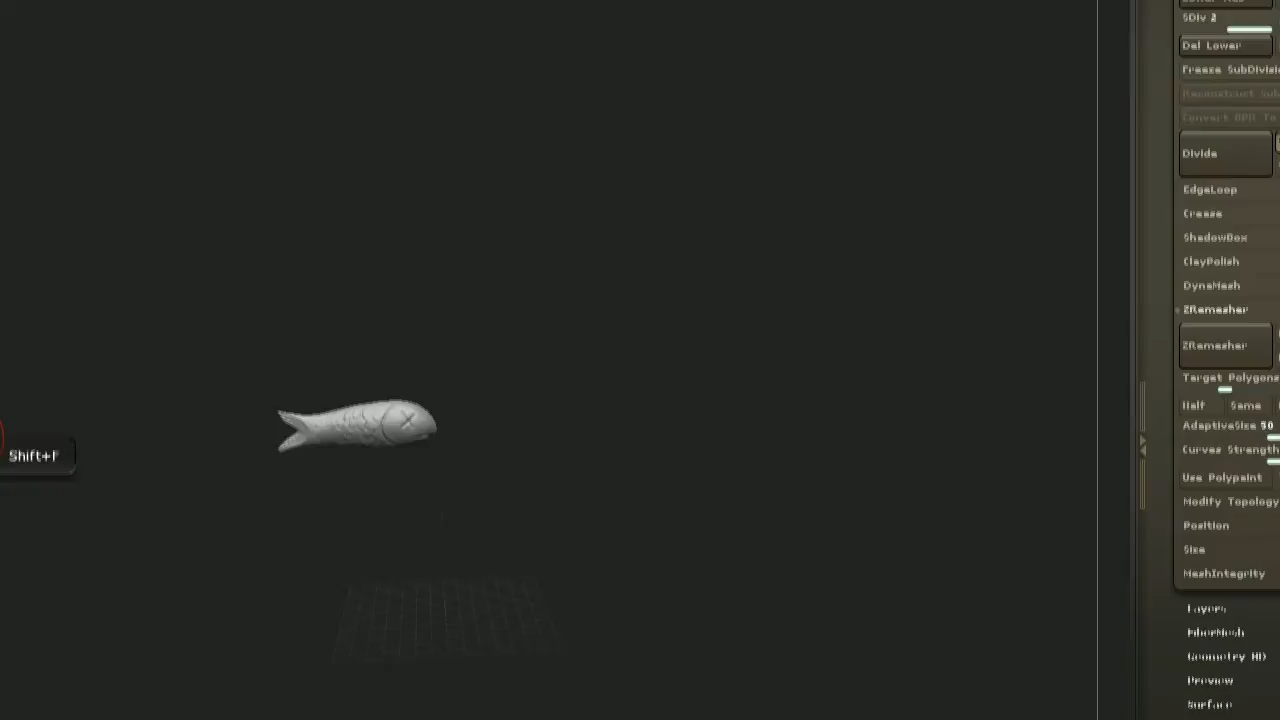 SDiv 2
Del Lower
Freeze SubDivisi
Reconstruct Sub
Convert BPR To
Divide
EdgeLoop
Crease
ShadowBox
ClayPolish
DynaMesh
ZRemesher
ZRemesher
Target Polygons
Half Same
AdaptiveSize 50
Curves Strength
Shift+F
Use Polypaint
Modify Topology
Position
Size
MeshIntegrity
Layers
FiberMesh
Geometry HD
Preview
Surface